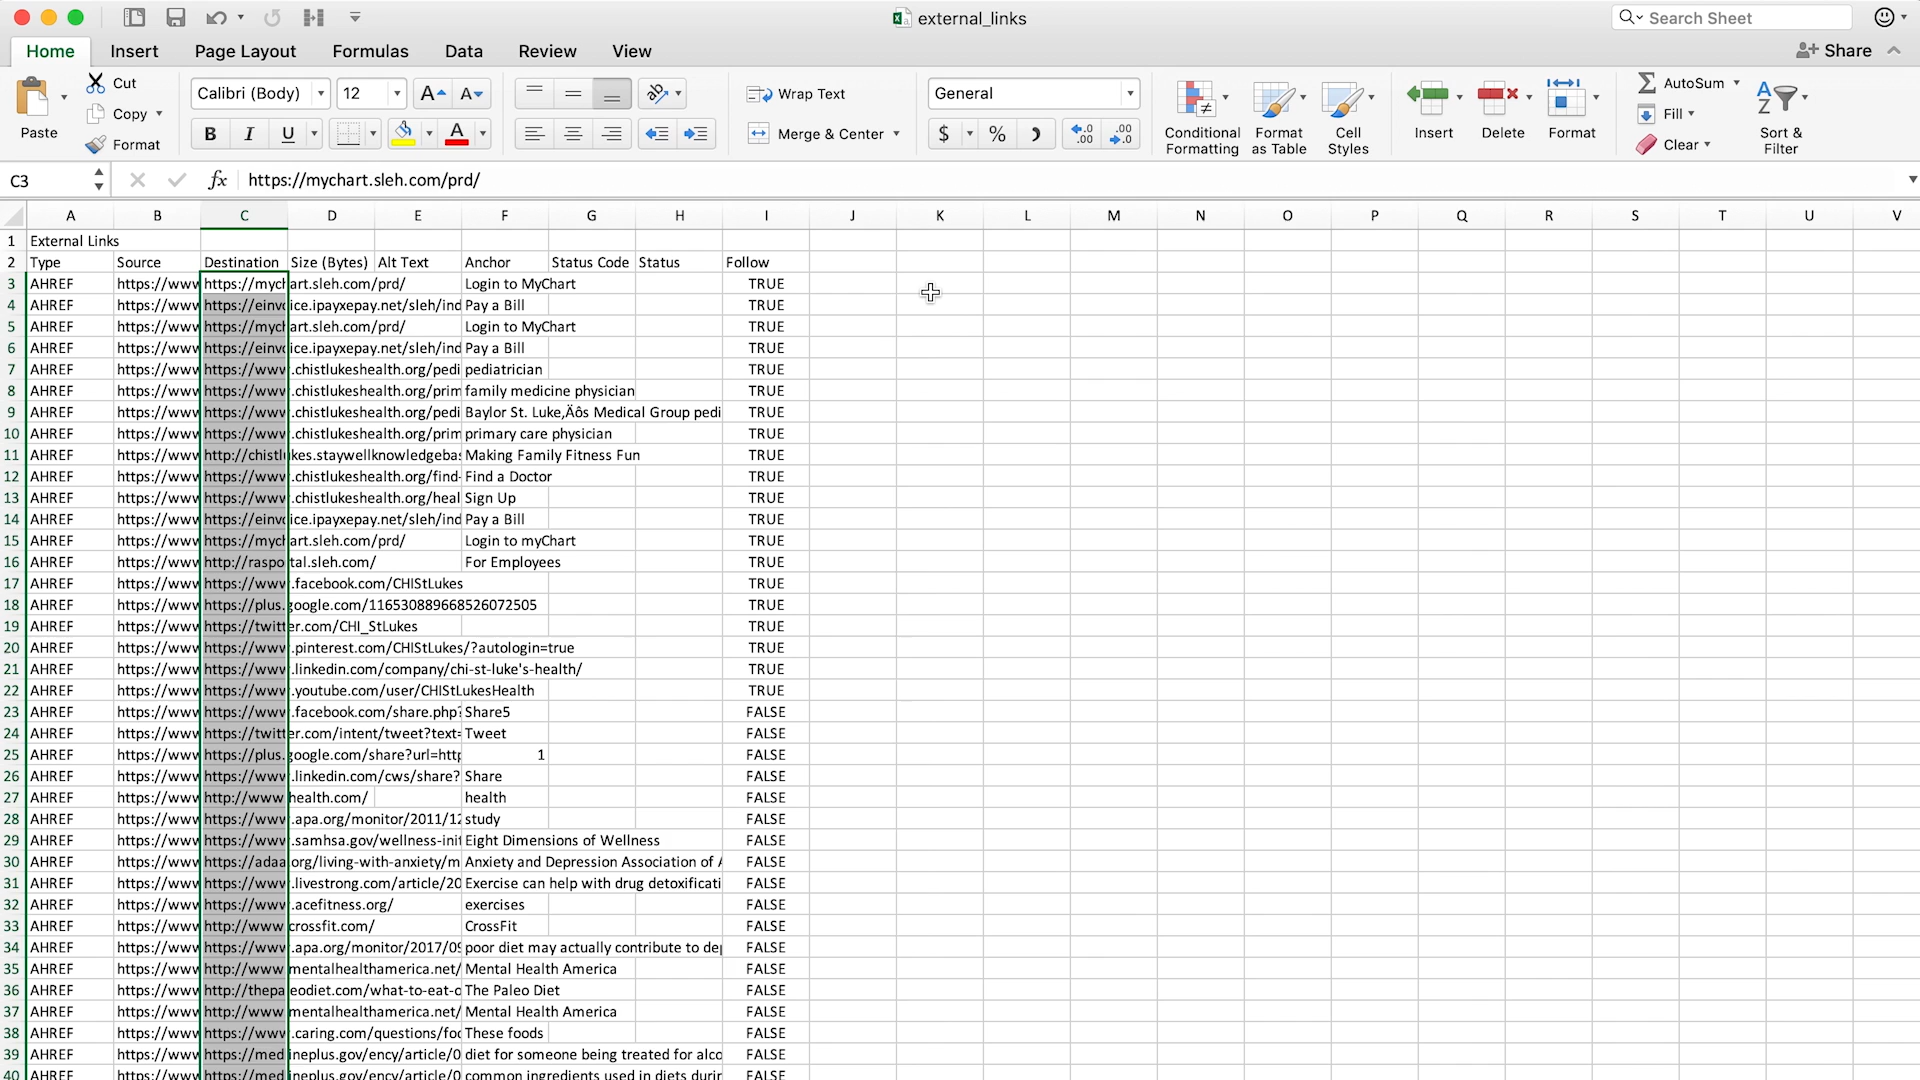 external_links
Search Sheet
Home Insert Page Layout Formulas Data Review View
Share
Paste
Cut
Copy
Format
Calibri (Body) 12 A A
B I U A
Wrap Text
Merge & Center
General
$ % .0 .00 .00 .0
Conditional Formatting
Format as Table
Cell Styles
Insert
Delete
Format
AutoSum
Fill
Clear
Sort & Filter
C3 fx https://mychart.sleh.com/prd/
A B C D E F G H I J K L M N O P Q R S T U V
1 External Links
2 Type Source Destination Size (Bytes) Alt Text Anchor Status Code Status Follow
3 AHREF https://www https://mychart.sleh.com/prd/ Login to MyChart TRUE
4 AHREF https://www https://einvoice.ipayxepay.net/sleh/ind Pay a Bill TRUE
5 AHREF https://www https://mychart.sleh.com/prd/ Login to MyChart TRUE
6 AHREF https://www https://einvoice.ipayxepay.net/sleh/ind Pay a Bill TRUE
7 AHREF https://www https://www.chistlukeshealth.org/pedi pediatrician TRUE
8 AHREF https://www https://www.chistlukeshealth.org/prim family medicine physician TRUE
9 AHREF https://www https://www.chistlukeshealth.org/pedi Baylor St. Luke‚Äôs Medical Group pedi TRUE
10 AHREF https://www https://www.chistlukeshealth.org/prim primary care physician TRUE
11 AHREF https://www http://chistlukes.staywellknowledgebas Making Family Fitness Fun TRUE
12 AHREF https://www https://www.chistlukeshealth.org/find- Find a Doctor TRUE
13 AHREF https://www https://www.chistlukeshealth.org/heal Sign Up TRUE
14 AHREF https://www https://einvoice.ipayxepay.net/sleh/ind Pay a Bill TRUE
15 AHREF https://www https://mychart.sleh.com/prd/ Login to myChart TRUE
16 AHREF https://www http://rasportal.sleh.com/ For Employees TRUE
17 AHREF https://www https://www.facebook.com/CHIStLukes TRUE
18 AHREF https://www https://plus.google.com/116530889668526072505 TRUE
19 AHREF https://www https://twitter.com/CHI_StLukes TRUE
20 AHREF https://www https://www.pinterest.com/CHIStLukes/?autologin=true TRUE
21 AHREF https://www https://www.linkedin.com/company/chi-st-luke's-health/ TRUE
22 AHREF https://www https://www.youtube.com/user/CHIStLukesHealth TRUE
23 AHREF https://www https://www.facebook.com/share.php? Share5 FALSE
24 AHREF https://www https://twitter.com/intent/tweet?text= Tweet FALSE
25 AHREF https://www https://plus.google.com/share?url=http 1 FALSE
26 AHREF https://www https://www.linkedin.com/cws/share? Share FALSE
27 AHREF https://www http://www.health.com/ health FALSE
28 AHREF https://www https://www.apa.org/monitor/2011/12 study FALSE
29 AHREF https://www https://www.samhsa.gov/wellness-init Eight Dimensions of Wellness FALSE
30 AHREF https://www https://adaa.org/living-with-anxiety/m Anxiety and Depression Association of A FALSE
31 AHREF https://www https://www.livestrong.com/article/20 Exercise can help with drug detoxificati FALSE
32 AHREF https://www https://www.acefitness.org/ exercises FALSE
33 AHREF https://www http://www.crossfit.com/ CrossFit FALSE
34 AHREF https://www https://www.apa.org/monitor/2017/09 poor diet may actually contribute to dep FALSE
35 AHREF https://www http://www.mentalhealthamerica.net/ Mental Health America FALSE
36 AHREF https://www http://thepaleodiet.com/what-to-eat-o The Paleo Diet FALSE
37 AHREF https://www http://www.mentalhealthamerica.net/ Mental Health America FALSE
38 AHREF https://www https://www.caring.com/questions/foo These foods FALSE
39 AHREF https://www https://medlineplus.gov/ency/article/0 diet for someone being treated for alco FALSE
40 AHREF https://www https://medlineplus.gov/ency/article/0 common ingredients used in diets durin FALSE